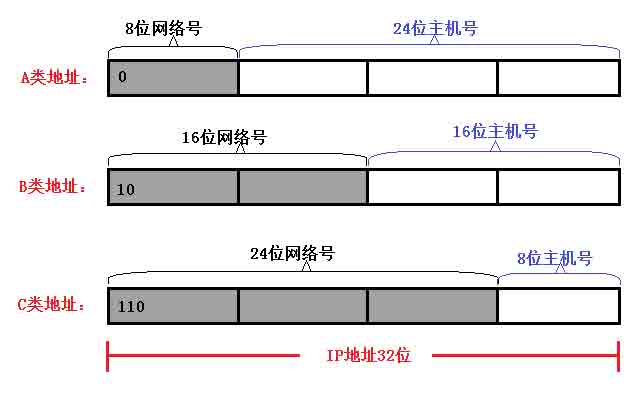 8位网络号 24位主机号
A类地址： 0
16位网络号 16位主机号
B类地址： 10
24位网络号 8位主机号
C类地址： 110
IP地址32位